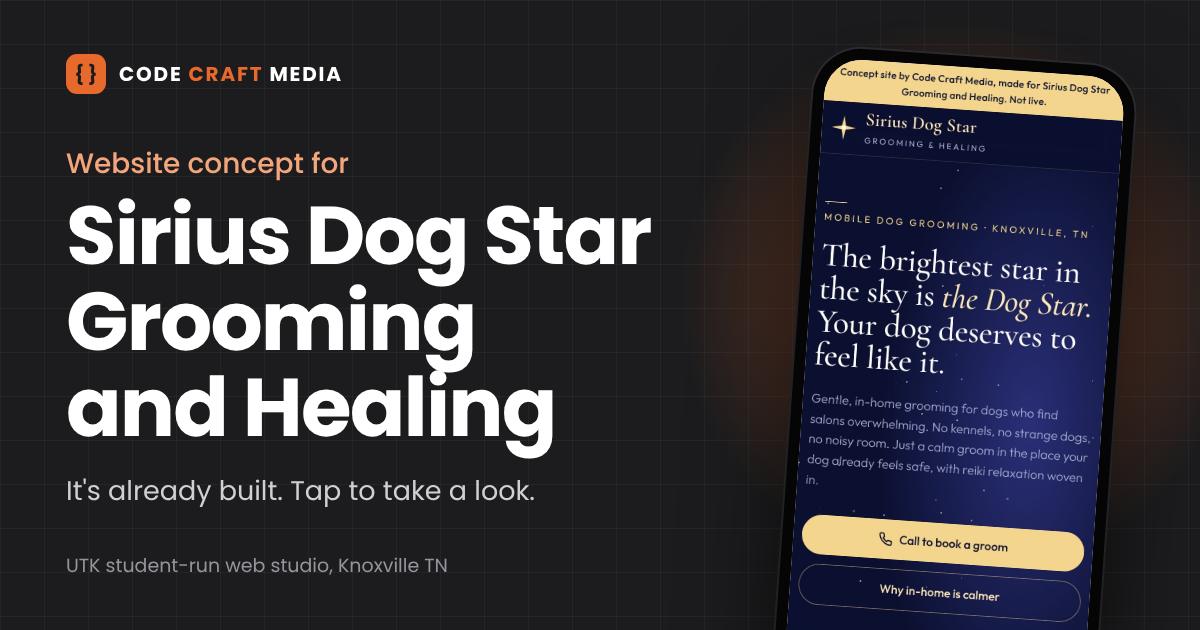 { } CODE CRAFT MEDIA
Website concept for
Sirius Dog Star
Grooming
and Healing
It's already built. Tap to take a look.
UTK student-run web studio, Knoxville TN
Concept site by Code Craft Media, made for Sirius Dog Star
Grooming and Healing. Not live.
Sirius Dog Star
GROOMING & HEALING
MOBILE DOG GROOMING · KNOXVILLE, TN
The brightest star in
the sky is the Dog Star.
Your dog deserves to
feel like it.
Gentle, in-home grooming for dogs who find
salons overwhelming. No kennels, no strange dogs,
no noisy room. Just a calm groom in the place your
dog already feels safe, with reiki relaxation woven
in.
Call to book a groom
Why in-home is calmer